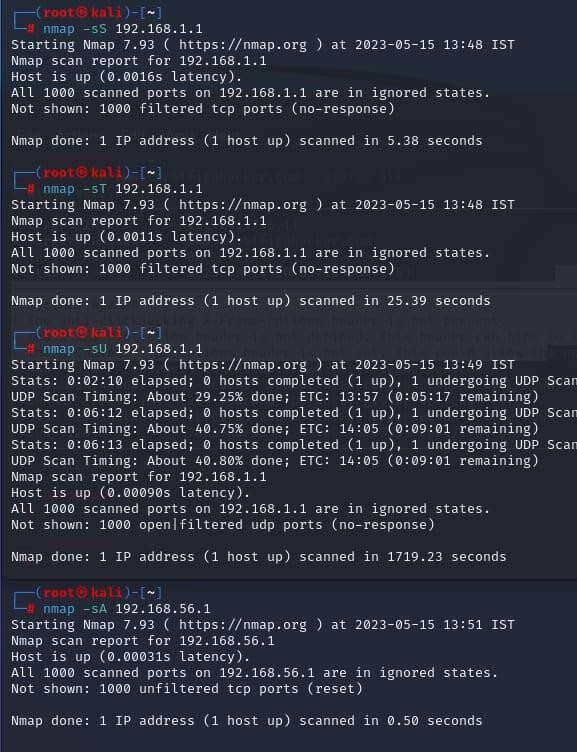 ┌──(root㉿kali)-[~]
└─# nmap -sS 192.168.1.1
Starting Nmap 7.93 ( https://nmap.org ) at 2023-05-15 13:48 IST
Nmap scan report for 192.168.1.1
Host is up (0.0016s latency).
All 1000 scanned ports on 192.168.1.1 are in ignored states.
Not shown: 1000 filtered tcp ports (no-response)
Nmap done: 1 IP address (1 host up) scanned in 5.38 seconds
┌──(root㉿kali)-[~]
└─# nmap -sT 192.168.1.1
Starting Nmap 7.93 ( https://nmap.org ) at 2023-05-15 13:48 IST
Nmap scan report for 192.168.1.1
Host is up (0.0011s latency).
All 1000 scanned ports on 192.168.1.1 are in ignored states.
Not shown: 1000 filtered tcp ports (no-response)
Nmap done: 1 IP address (1 host up) scanned in 25.39 seconds
┌──(root㉿kali)-[~]
└─# nmap -sU 192.168.1.1
Starting Nmap 7.93 ( https://nmap.org ) at 2023-05-15 13:49 IST
Stats: 0:02:10 elapsed; 0 hosts completed (1 up), 1 undergoing UDP Scan
UDP Scan Timing: About 29.25% done; ETC: 13:57 (0:05:17 remaining)
Stats: 0:06:12 elapsed; 0 hosts completed (1 up), 1 undergoing UDP Scan
UDP Scan Timing: About 40.75% done; ETC: 14:05 (0:09:01 remaining)
Stats: 0:06:13 elapsed; 0 hosts completed (1 up), 1 undergoing UDP Scan
UDP Scan Timing: About 40.80% done; ETC: 14:05 (0:09:01 remaining)
Nmap scan report for 192.168.1.1
Host is up (0.00090s latency).
All 1000 scanned ports on 192.168.1.1 are in ignored states.
Not shown: 1000 open|filtered udp ports (no-response)
Nmap done: 1 IP address (1 host up) scanned in 1719.23 seconds
┌──(root㉿kali)-[~]
└─# nmap -sA 192.168.56.1
Starting Nmap 7.93 ( https://nmap.org ) at 2023-05-15 13:51 IST
Nmap scan report for 192.168.56.1
Host is up (0.00031s latency).
All 1000 scanned ports on 192.168.56.1 are in ignored states.
Not shown: 1000 unfiltered tcp ports (reset)
Nmap done: 1 IP address (1 host up) scanned in 0.50 seconds